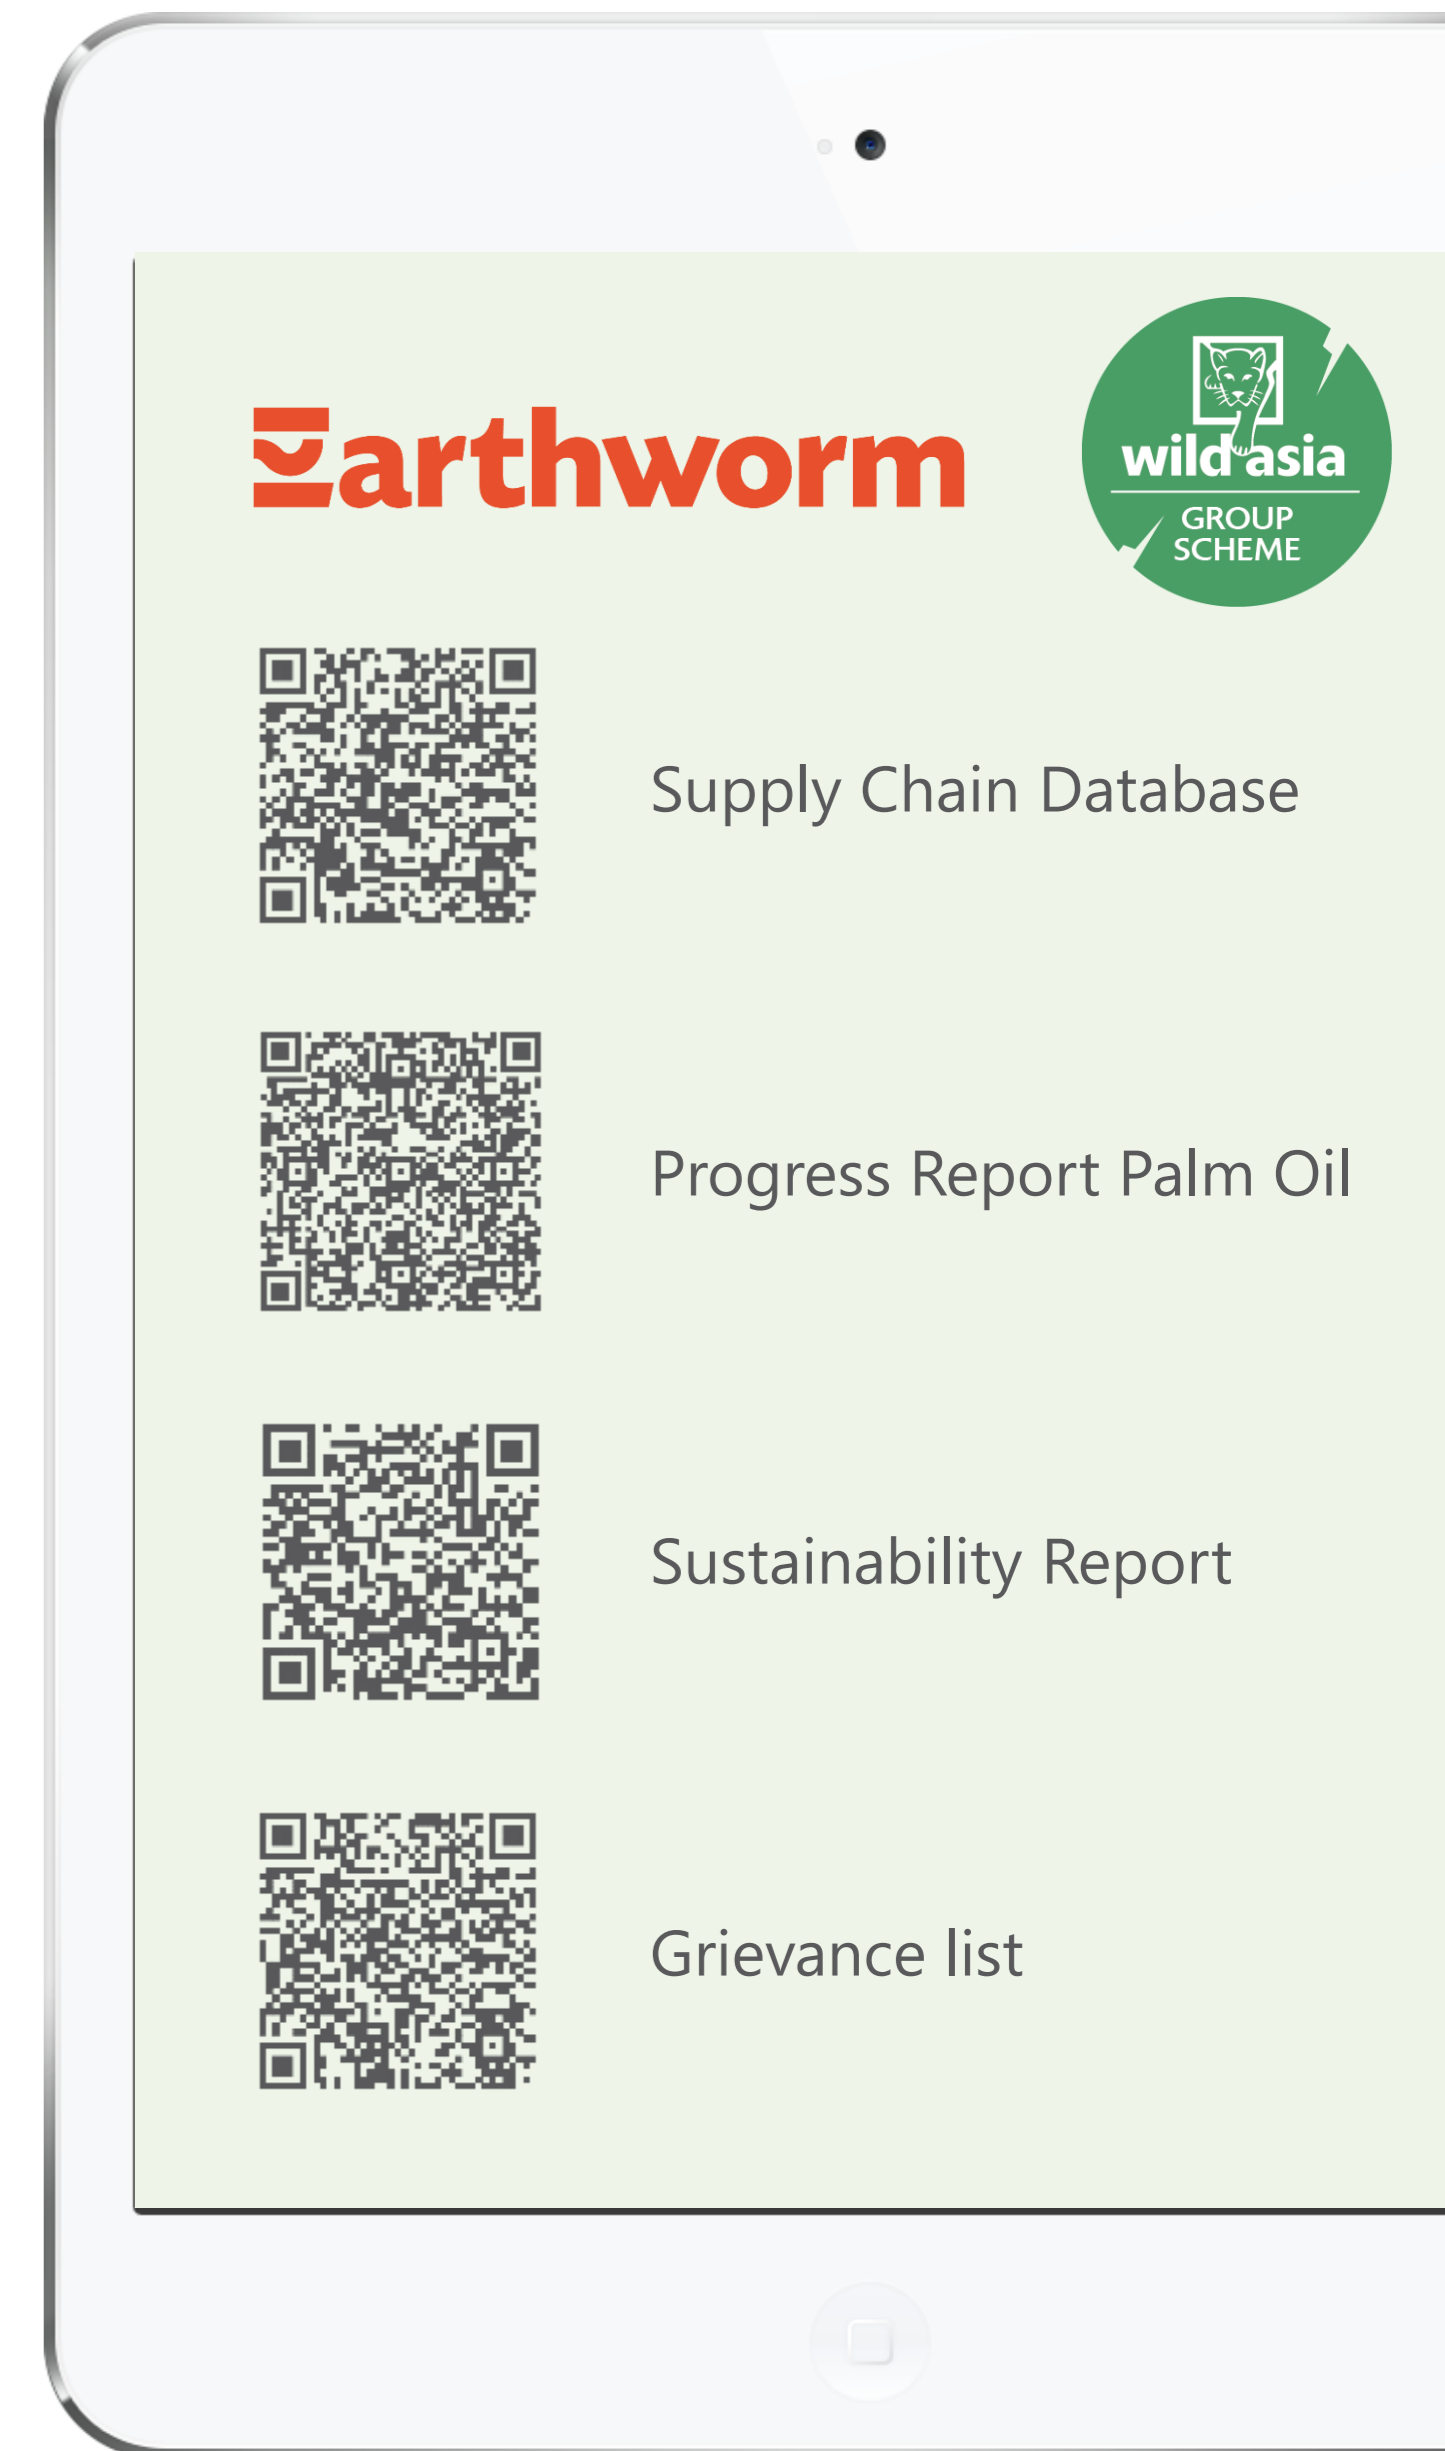 Earthworm
wild asia
GROUP
SCHEME
Supply Chain Database
Progress Report Palm Oil
Sustainability Report
Grievance list